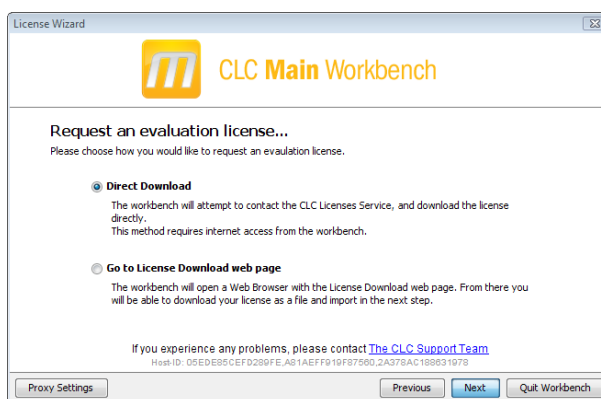 License Wizard
CLC Main Workbench
Request an evaluation license...
Please choose how you would like to request an evaulation license.
Direct Download
The workbench will attempt to contact the CLC Licenses Service, and download the license
directly.
This method requires internet access from the workbench.
Go to License Download web page
The workbench will open a Web Browser with the License Download web page. From there you
will be able to download your license as a file and import in the next step.
If you experience any problems, please contact The CLC Support Team
Host-ID: 05EDE85CEFD289FE,A81AEFF919F87560,2A378AC188631978
Proxy Settings Previous Next Quit Workbench